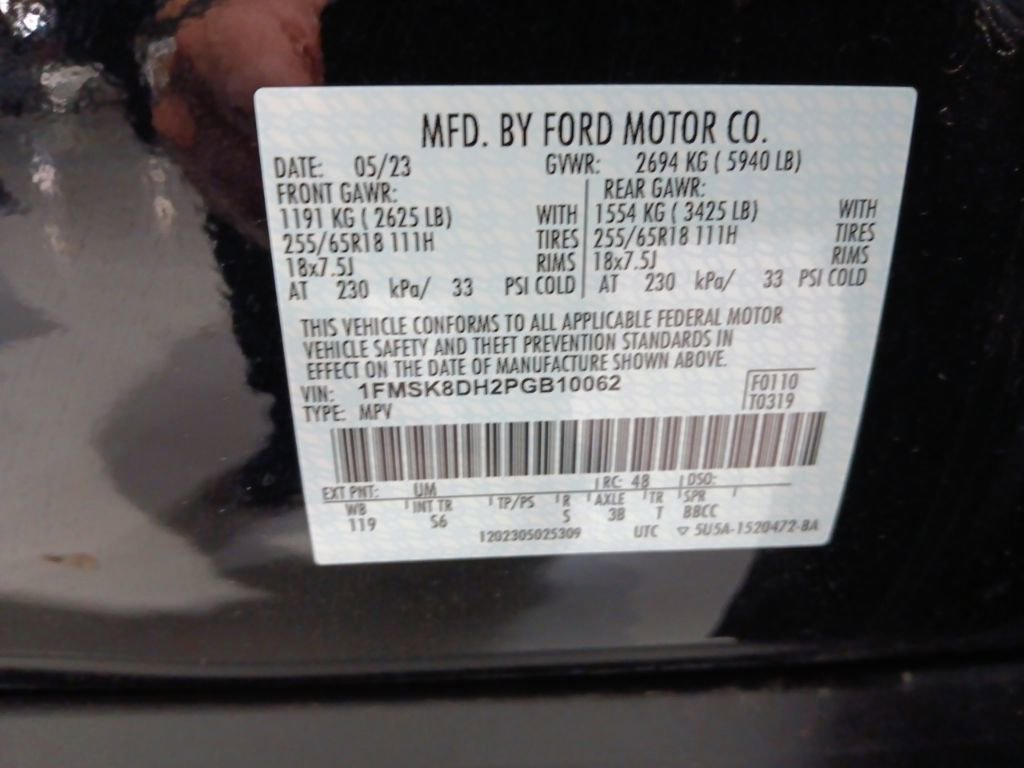 MFD. BY FORD MOTOR CO.
DATE: 05/23 GVWR: 2694 KG ( 5940 LB)
FRONT GAWR: REAR GAWR:
1191 KG ( 2625 LB) WITH 1554 KG ( 3425 LB) WITH
255/65R18 111H TIRES 255/65R18 111H TIRES
18x7.5J RIMS 18x7.5J RIMS
AT 230 kPa/ 33 PSI COLD AT 230 kPa/ 33 PSI COLD
THIS VEHICLE CONFORMS TO ALL APPLICABLE FEDERAL MOTOR
VEHICLE SAFETY AND THEFT PREVENTION STANDARDS IN
EFFECT ON THE DATE OF MANUFACTURE SHOWN ABOVE.
VIN: 1FMSK8DH2PGB10062 F0110
TYPE: MPV T0319
EXT PNT: UM RC: 48 DSO:
WB INT TR TP/PS R AXLE TR SPR
119 S6 5 3B T BBCC
1202305025309 UTC ▽ 5U5A-1520472-BA